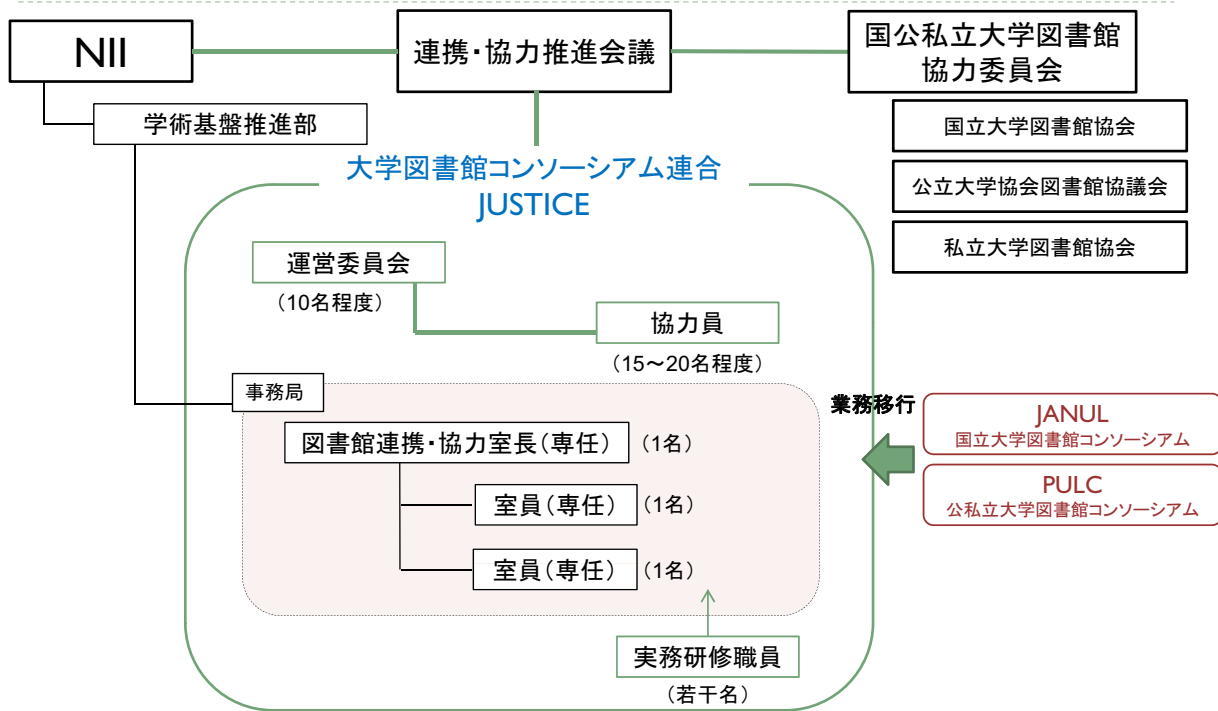 NII
連携・協力推進会議
国公私立大学図書館
協力委員会
学術基盤推進部
国立大学図書館協会
公立大学協会図書館協議会
私立大学図書館協会
大学図書館コンソーシアム連合
JUSTICE
運営委員会
（10名程度）
協力員
（15～20名程度）
事務局
図書館連携・協力室長（専任）
（1名）
室員（専任）
（1名）
室員（専任）
（1名）
実務研修職員
（若干名）
業務移行
JANUL
国立大学図書館コンソーシアム
PULC
公私立大学図書館コンソーシアム